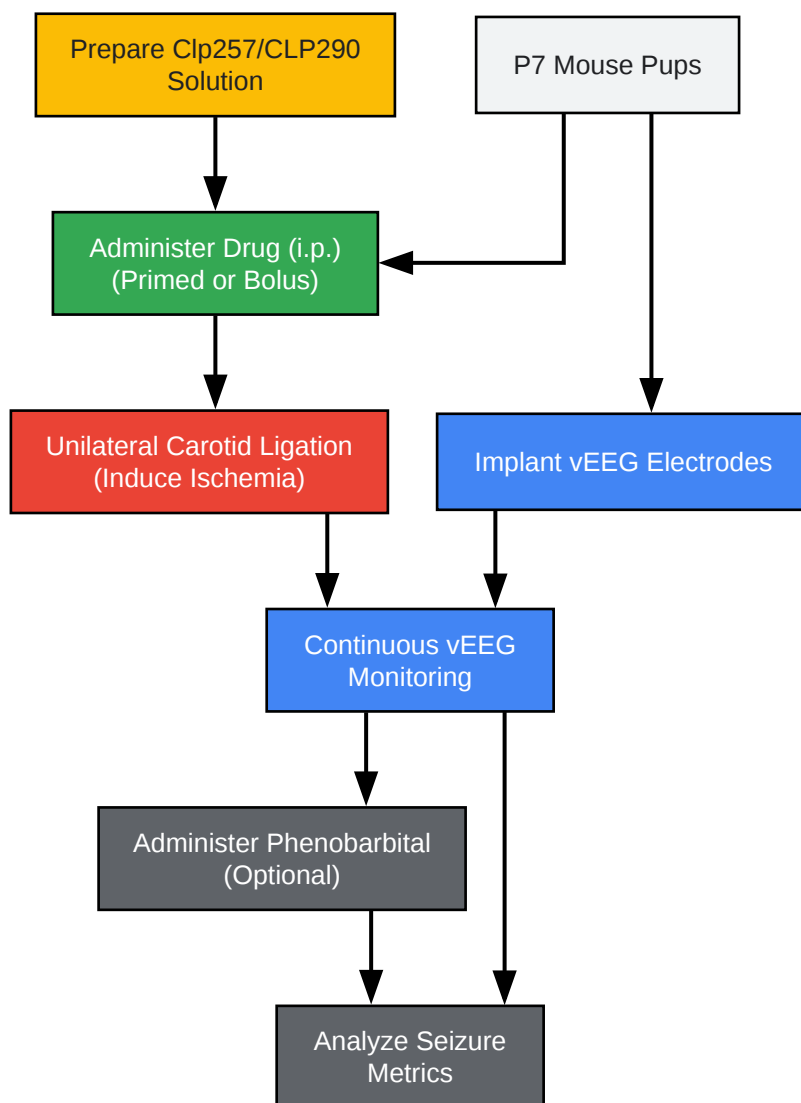 Prepare Clp257/CLP290
Solution
P7 Mouse Pups
Administer Drug (i.p.)
(Primed or Bolus)
Unilateral Carotid Ligation
(Induce Ischemia)
Implant vEEG Electrodes
Continuous vEEG
Monitoring
Administer Phenobarbital
(Optional)
Analyze Seizure
Metrics